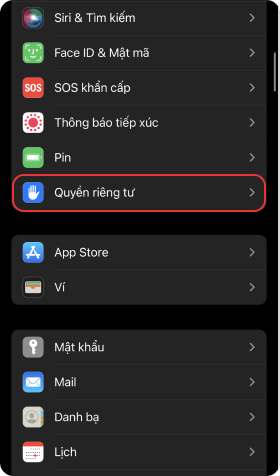 Siri & Tìm kiếm
Face ID & Mật mã
SOS
SOS khẩn cấp
Thông báo tiếp xúc
Pin
Quyền riêng tư
App Store
Ví
Mật khẩu
Mail
Danh bạ
Lịch